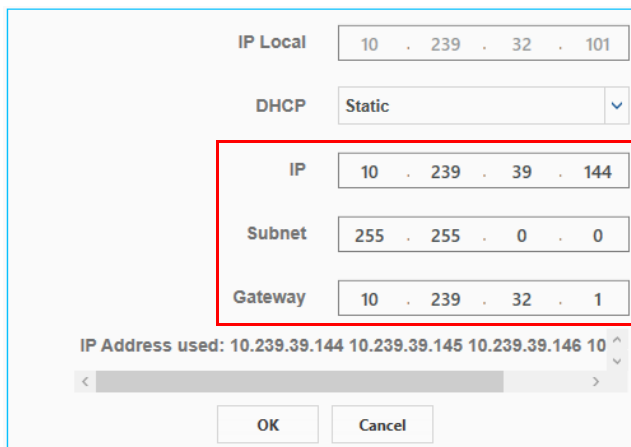 IP Local 10 . 239 . 32 . 101
DHCP Static
IP 10 . 239 . 39 . 144
Subnet 255 . 255 . 0 . 0
Gateway 10 . 239 . 32 . 1
IP Address used: 10.239.39.144 10.239.39.145 10.239.39.146 10
OK Cancel